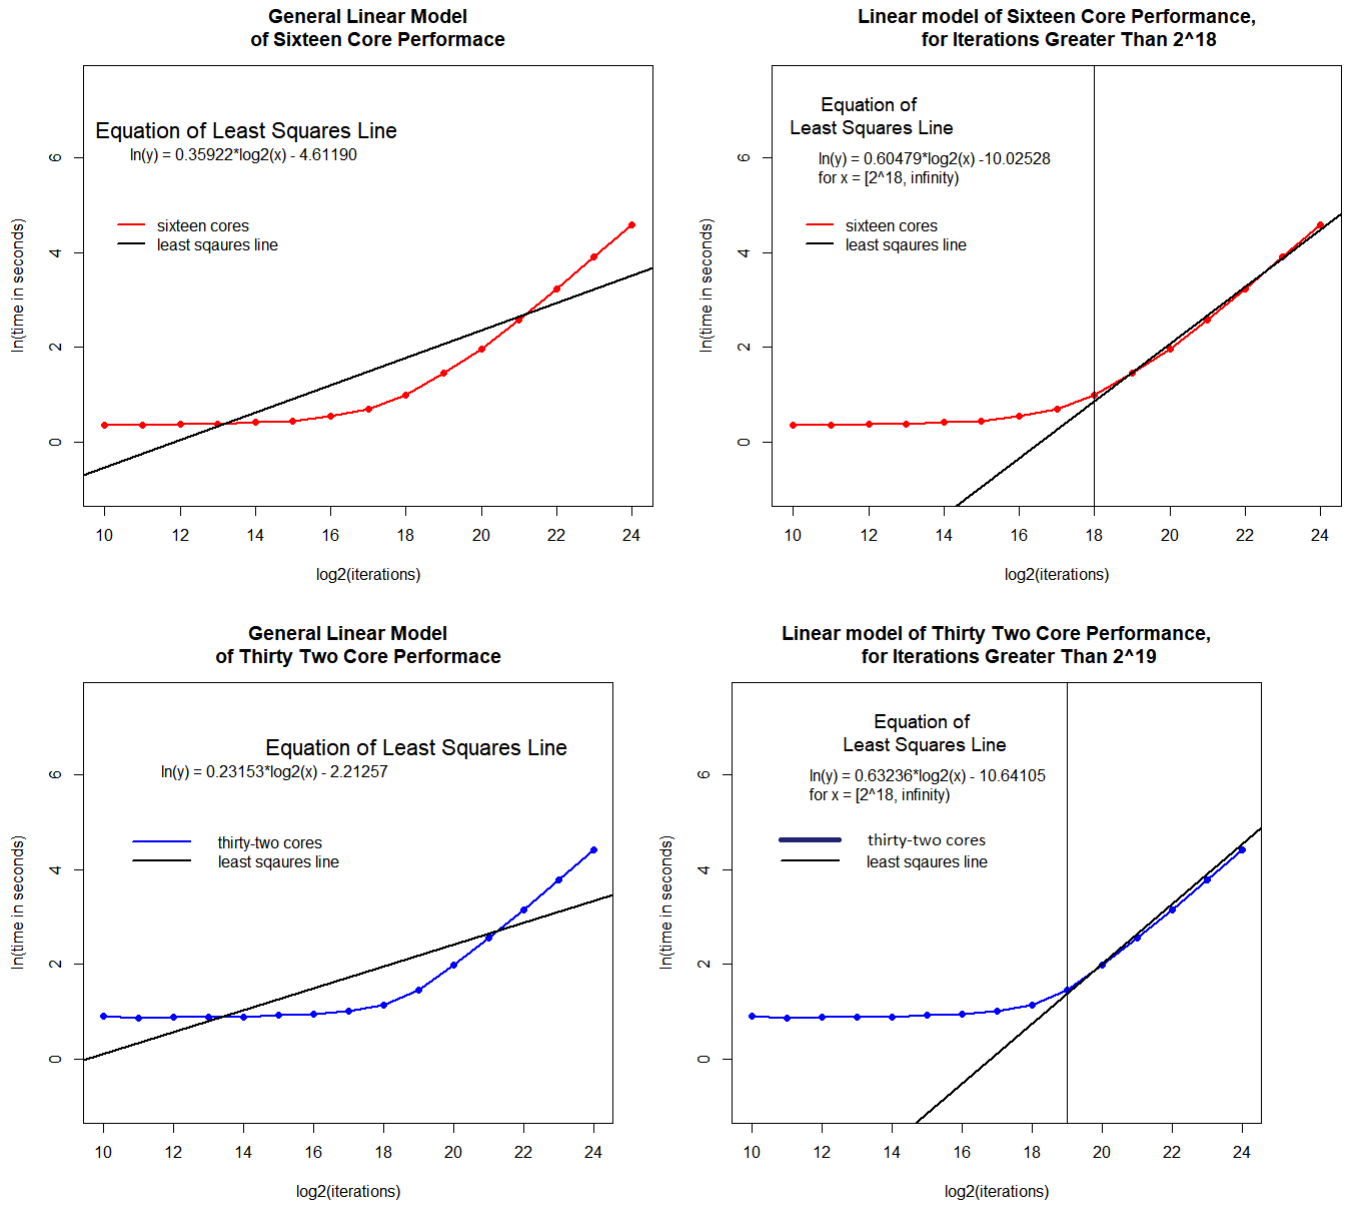 General Linear Model
of Sixteen Core Performace
Equation of Least Squares Line
ln(y) = 0.35922*log2(x) - 4.61190
sixteen cores
least sqaures line
ln(time in seconds)
6
4
2
0
10 12 14 16 18 20 22 24
log2(iterations)
Linear model of Sixteen Core Performance,
for Iterations Greater Than 2^18
Equation of
Least Squares Line
ln(y) = 0.60479*log2(x) -10.02528
for x = [2^18, infinity)
sixteen cores
least sqaures line
ln(time in seconds)
6
4
2
0
10 12 14 16 18 20 22 24
log2(iterations)
General Linear Model
of Thirty Two Core Performace
Equation of Least Squares Line
ln(y) = 0.23153*log2(x) - 2.21257
thirty-two cores
least sqaures line
ln(time in seconds)
6
4
2
0
10 12 14 16 18 20 22 24
log2(iterations)
Linear model of Thirty Two Core Performance,
for Iterations Greater Than 2^19
Equation of
Least Squares Line
ln(y) = 0.63236*log2(x) - 10.64105
for x = [2^18, infinity)
thirty-two cores
least sqaures line
ln(time in seconds)
6
4
2
0
10 12 14 16 18 20 22 24
log2(iterations)